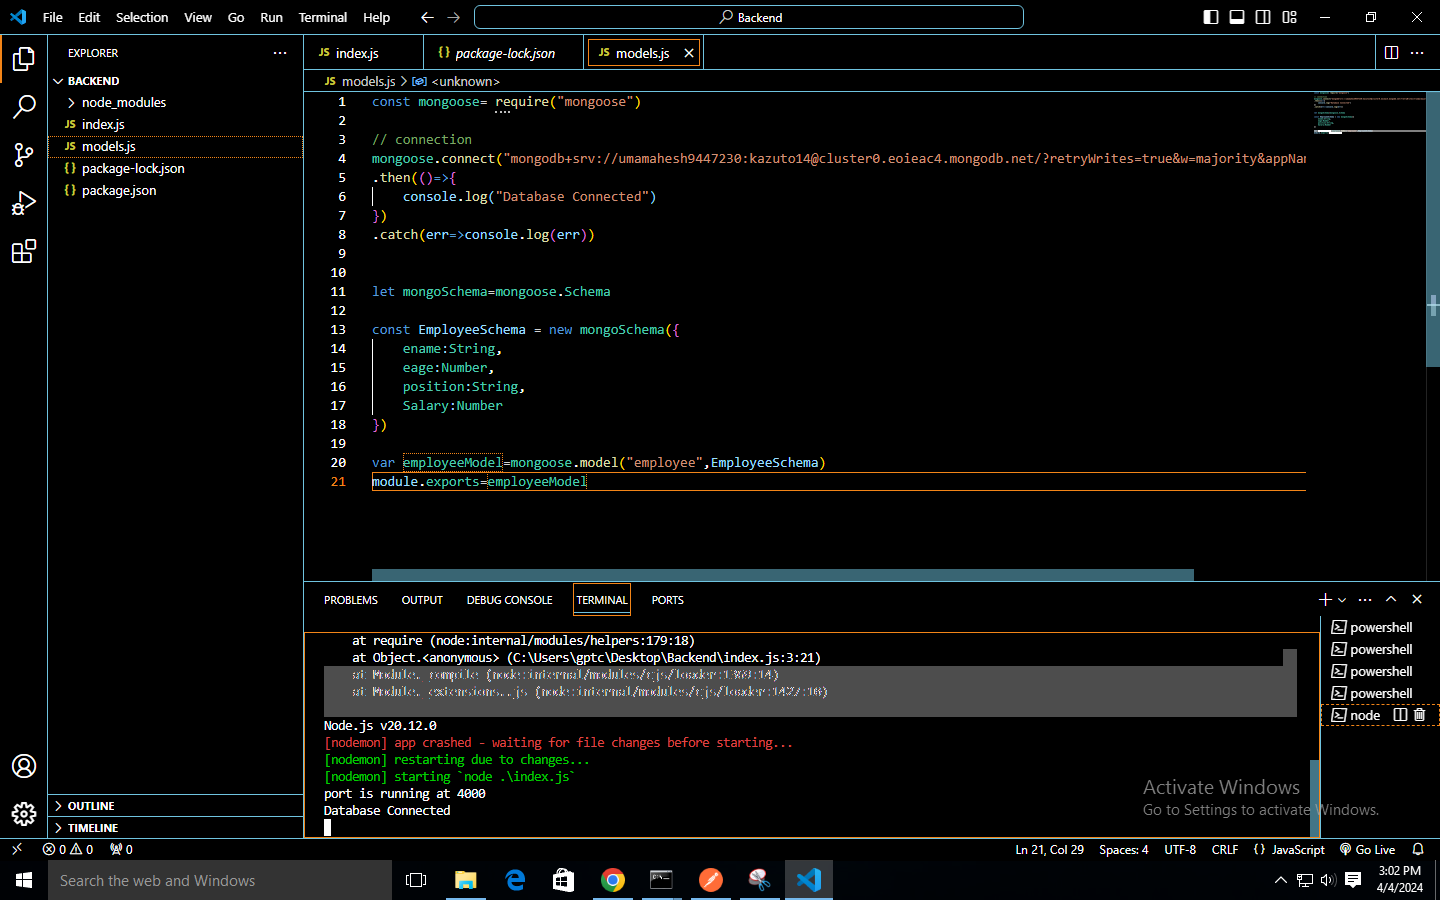 File Edit Selection View Go Run Terminal Help
Backend
EXPLORER
index.js
package-lock.json
models.js
BACKEND
node_modules
index.js
models.js
package-lock.json
package.json
OUTLINE
TIMELINE
models.js > <unknown>
1 const mongoose= require("mongoose")
2
3 // connection
4 mongoose.connect("mongodb+srv://umamahesh9447230:kazuto14@cluster0.eoieac4.mongodb.net/?retryWrites=true&w=majority&appNam
5 .then(()=>{
6 console.log("Database Connected")
7 })
8 .catch(err=>console.log(err))
9
10
11 let mongoSchema=mongoose.Schema
12
13 const EmployeeSchema = new mongoSchema({
14 ename:String,
15 eage:Number,
16 position:String,
17 Salary:Number
18 })
19
20 var employeeModel=mongoose.model("employee",EmployeeSchema)
21 module.exports=employeeModel
PROBLEMS OUTPUT DEBUG CONSOLE TERMINAL PORTS
at require (node:internal/modules/helpers:179:18)
at Object.<anonymous> (C:\Users\gptc\Desktop\Backend\index.js:3:21)
at Module._compile (node:internal/modules/cjs/loader:1369:14)
at Module._extensions..js (node:internal/modules/cjs/loader:1427:10)
Node.js v20.12.0
[nodemon] app crashed - waiting for file changes before starting...
[nodemon] restarting due to changes...
[nodemon] starting `node .\index.js`
port is running at 4000
Database Connected
powershell
powershell
powershell
powershell
node
Activate Windows
Go to Settings to activate Windows.
0 0 0
Ln 21, Col 29 Spaces: 4 UTF-8 CRLF {} JavaScript Go Live
Search the web and Windows
3:02 PM
4/4/2024